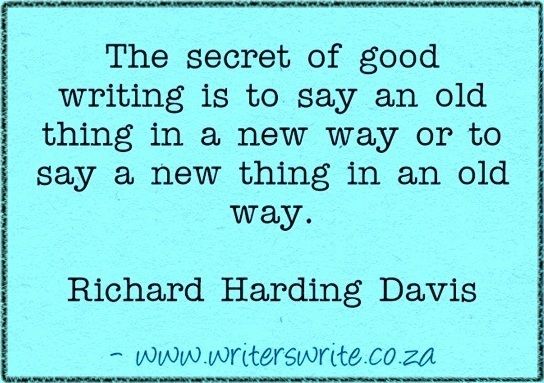 The secret of good
writing is to say an old
thing in a new way or to
say a new thing in an old
way.
Richard Harding Davis
- www.writerswrite.co.za